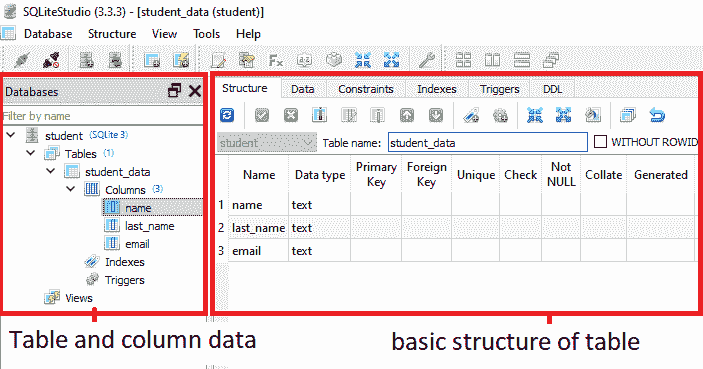 SQLiteStudio (3.3.3) - [student_data (student)]
Database Structure View Tools Help
Databases
Filter by name
student (SQLite 3)
Tables (1)
student_data
Columns (3)
name
last_name
email
Indexes
Triggers
Views
Structure Data Constraints Indexes Triggers DDL
student Table name: student_data WITHOUT ROWID
Name Data type Primary Key Foreign Key Unique Check Not NULL Collate Generated
1 name text
2 last_name text
3 email text
Table and column data
basic structure of table